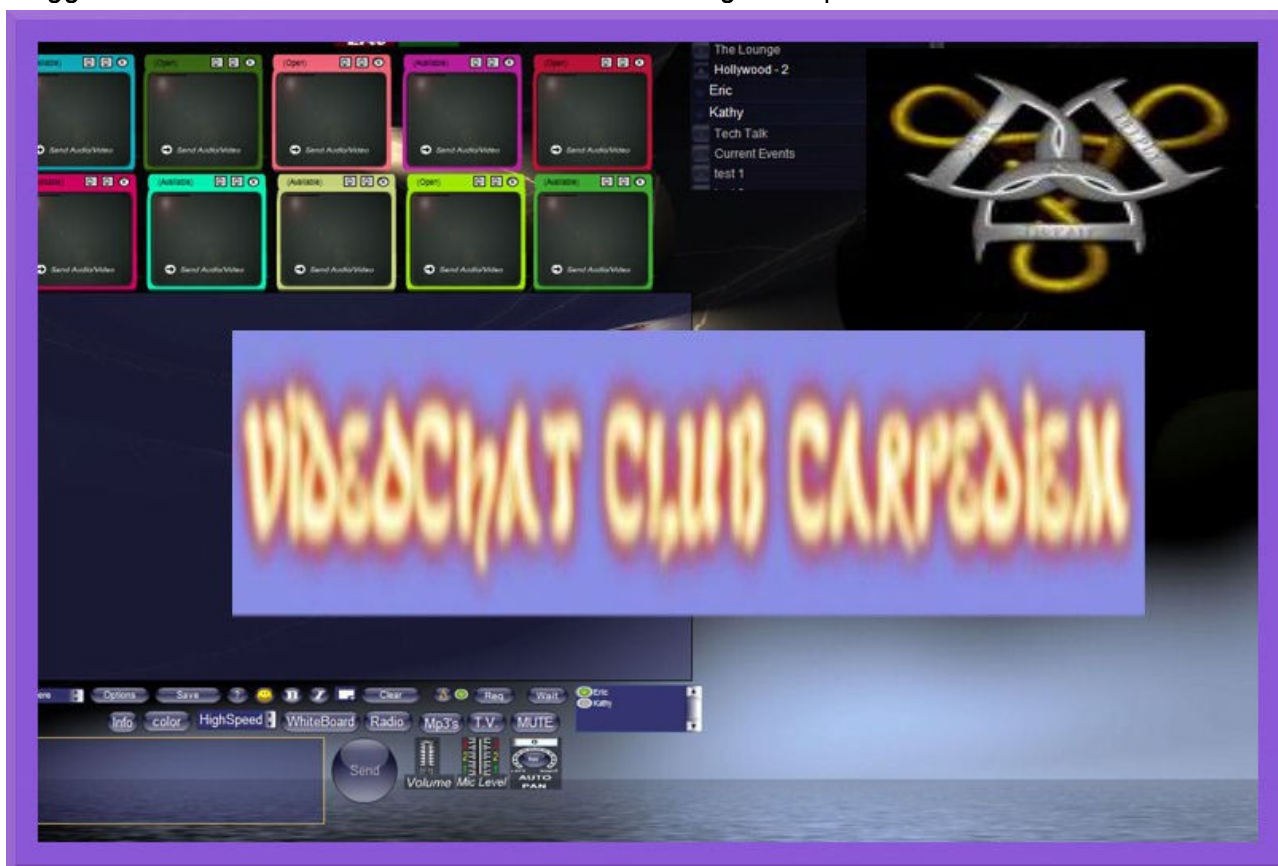 (Open) (Open) (Available) (Open)
Send Audio/Video Send Audio/Video Send Audio/Video Send Audio/Video Send Audio/Video
(Available) (Available) (Open) (Available)
Send Audio/Video Send Audio/Video Send Audio/Video Send Audio/Video Send Audio/Video
The Lounge
Hollywood - 2
Eric
Kathy
Tech Talk
Current Events
test 1
VIDEOCHAT CLUB CARPEDIEM
Options Save ? Clear Req Wait
Eric
Kathy
Info color HighSpeed WhiteBoard Radio Mp3's T.V. MUTE
Send
Volume Mic Level AUTO
PAN